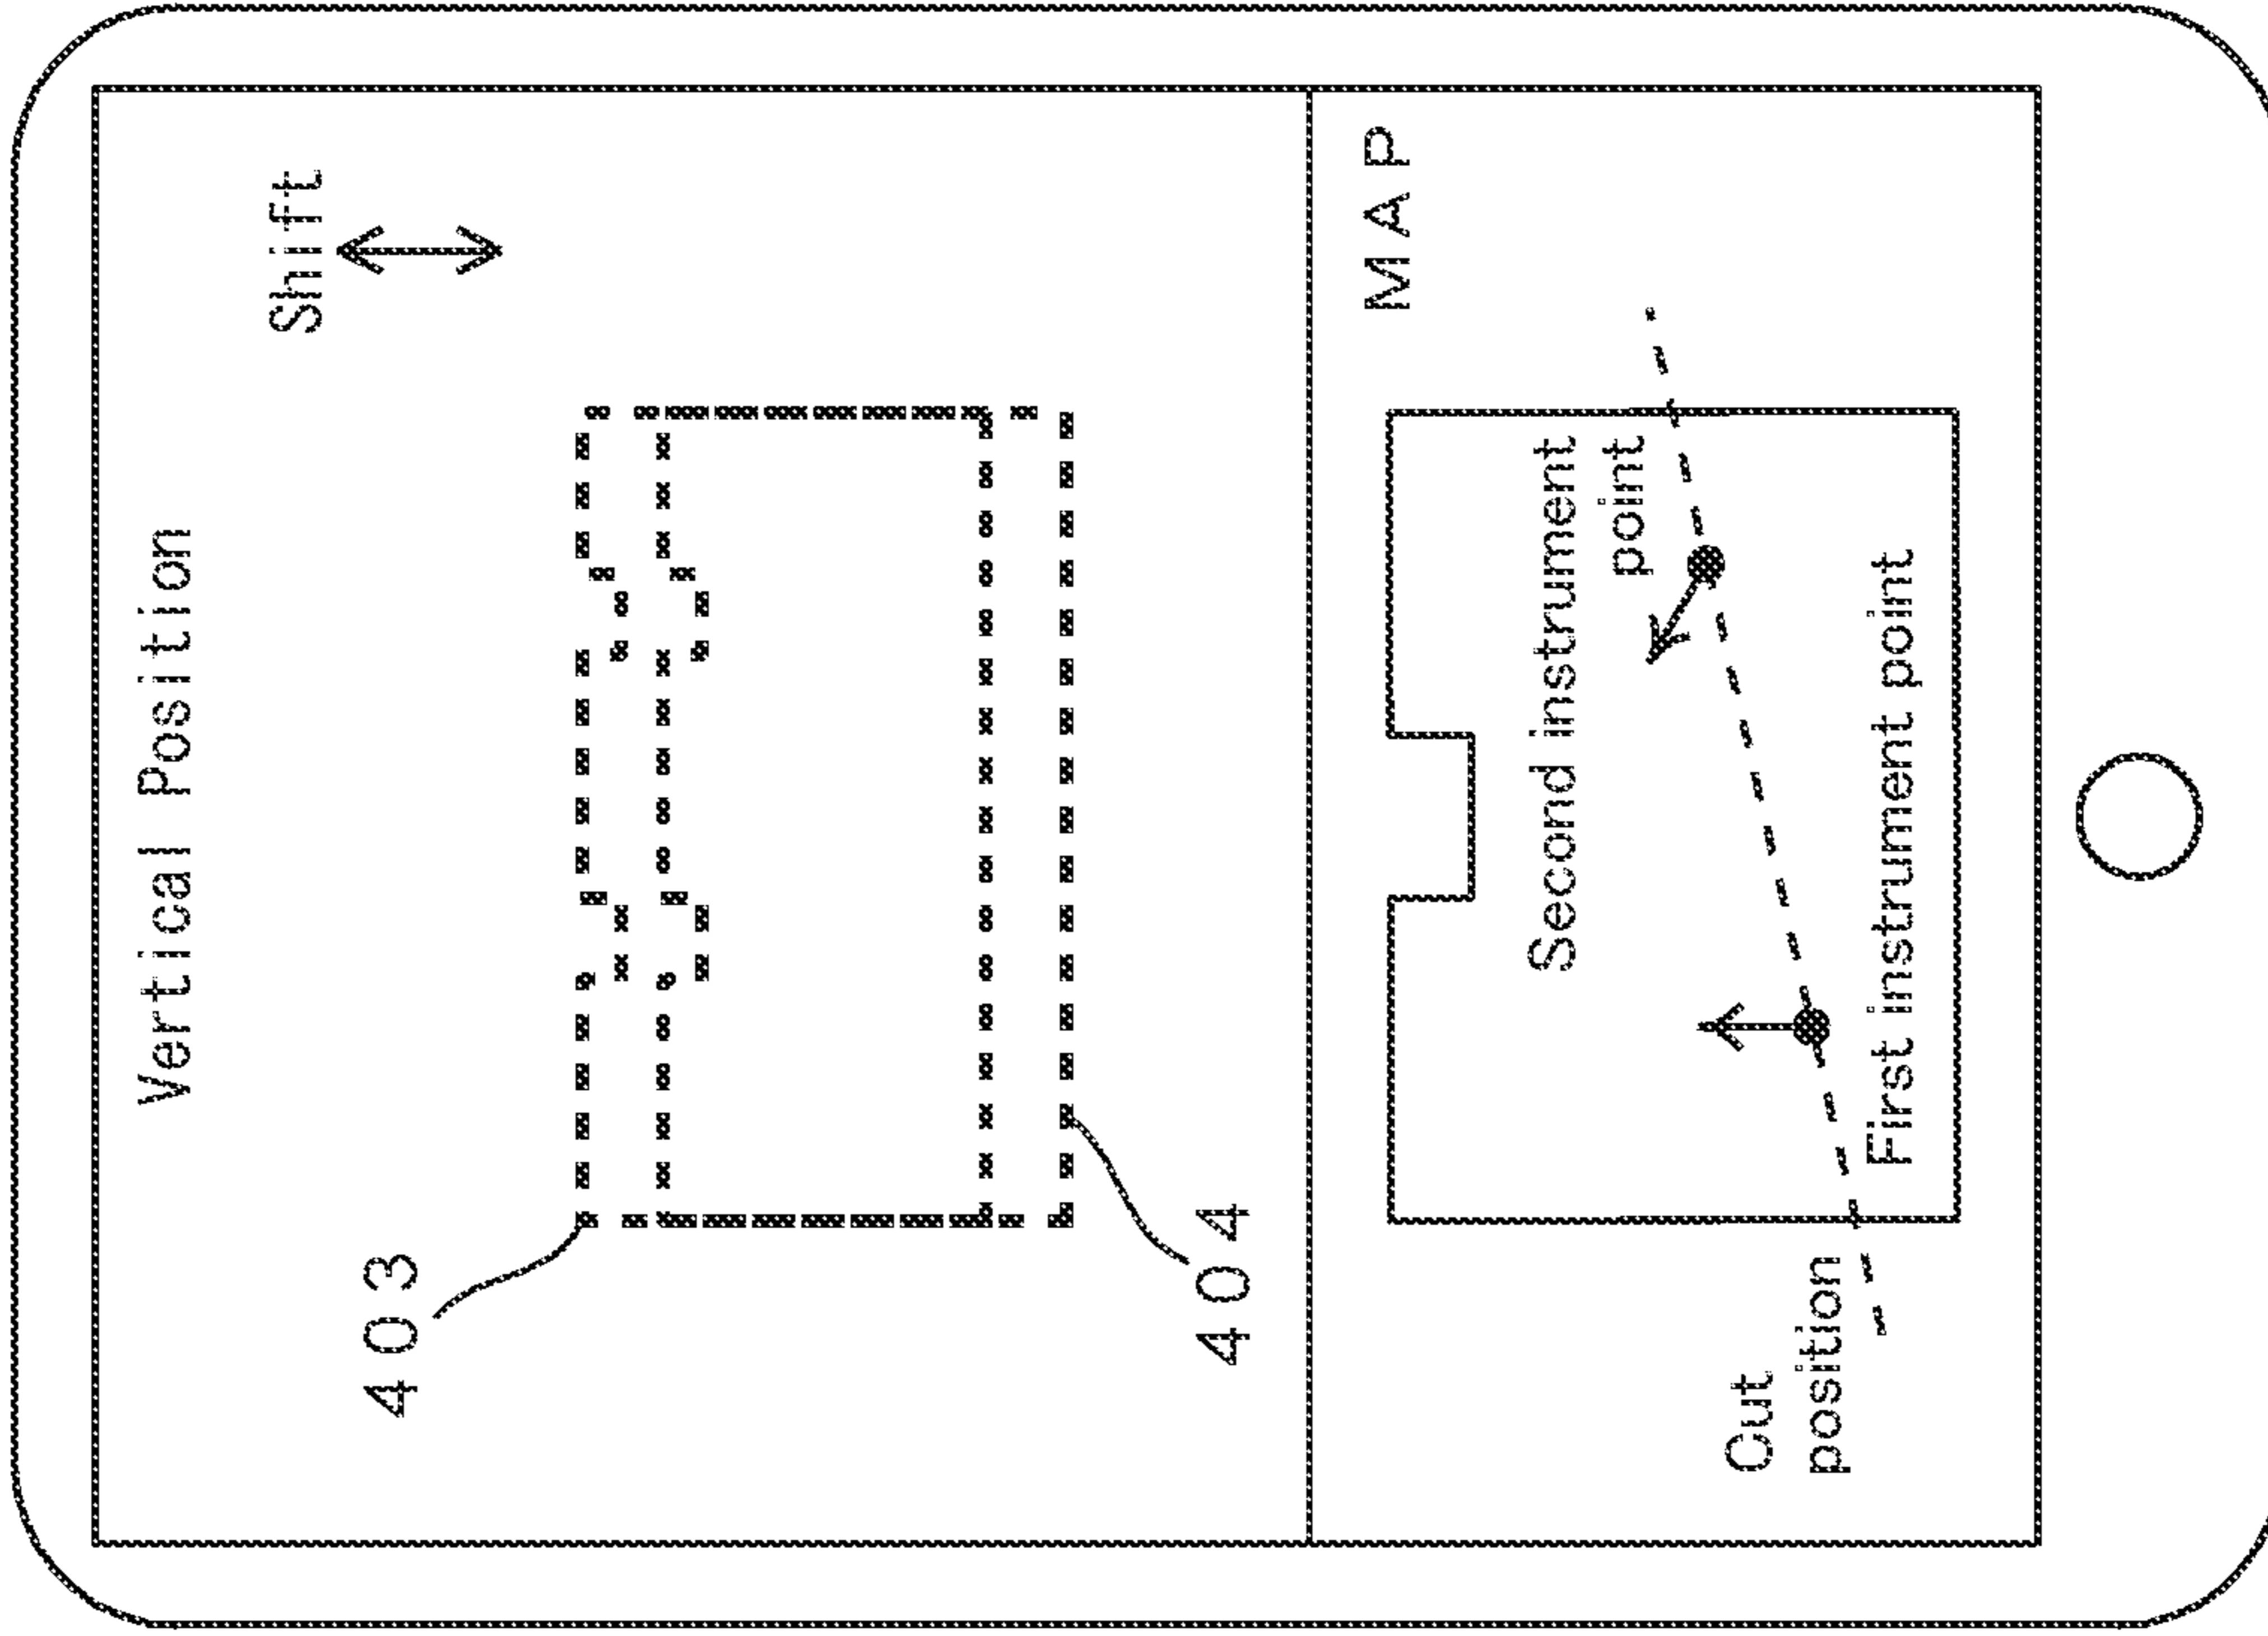 Vertical Position
Shift
403
404
MAP
Second instrument
point
First instrument point
Cut
position